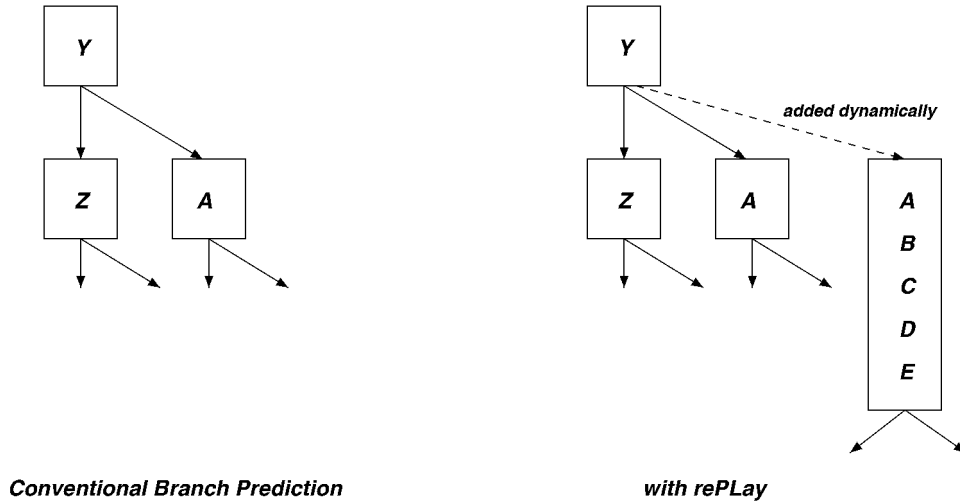 Y
Z A
Conventional Branch Prediction
Y
added dynamically
Z A
A
B
C
D
E
with rePLay